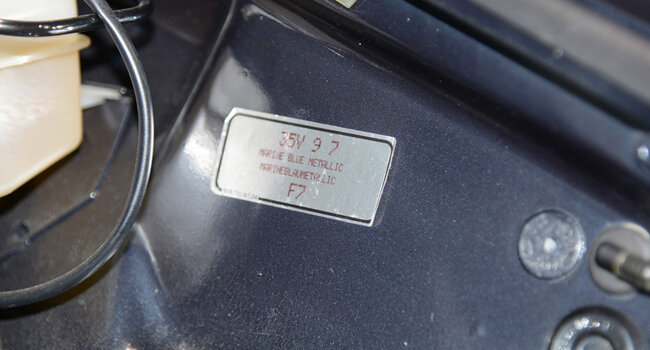 35V 9 7
MARINE BLUE METALLIC
MARINEBLAUMETALLIC
F7